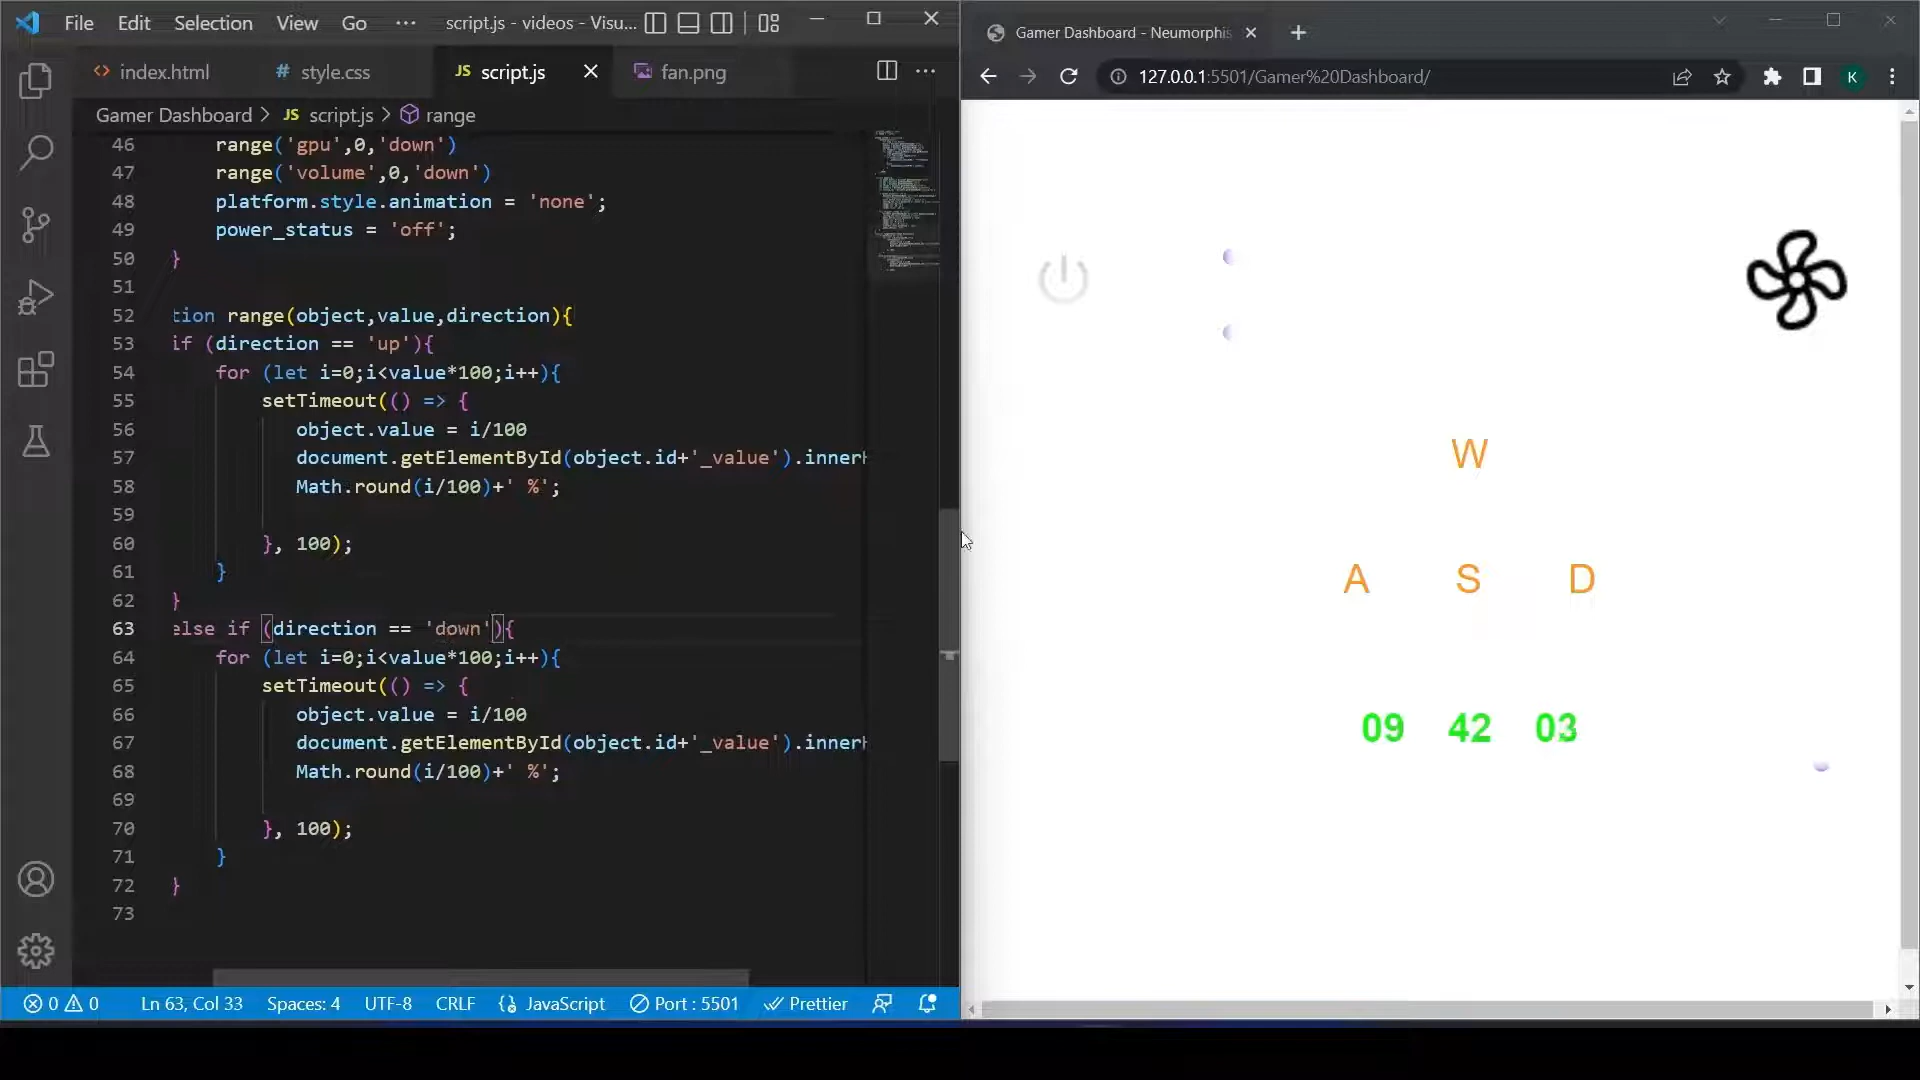 File Edit Selection View Go ··· script.js - videos - Visu...
index.html # style.css JS script.js fan.png
Gamer Dashboard > JS script.js > range
46 range('gpu',0,'down')
47 range('volume',0,'down')
48 platform.style.animation = 'none';
49 power_status = 'off';
50 }
51
52 tion range(object,value,direction){
53 if (direction == 'up'){
54 for (let i=0;i<value*100;i++){
55 setTimeout(() => {
56 object.value = i/100
57 document.getElementById(object.id+'_value').inner
58 Math.round(i/100)+' %';
59
60 }, 100);
61 }
62 }
63 else if (direction == 'down'){
64 for (let i=0;i<value*100;i++){
65 setTimeout(() => {
66 object.value = i/100
67 document.getElementById(object.id+'_value').inner
68 Math.round(i/100)+' %';
69
70 }, 100);
71 }
72 }
73
0 0 Ln 63, Col 33 Spaces: 4 UTF-8 CRLF {} JavaScript Port : 5501 Prettier
Gamer Dashboard - Neumorphis
127.0.0.1:5501/Gamer%20Dashboard/
K
W
A S D
09 42 03